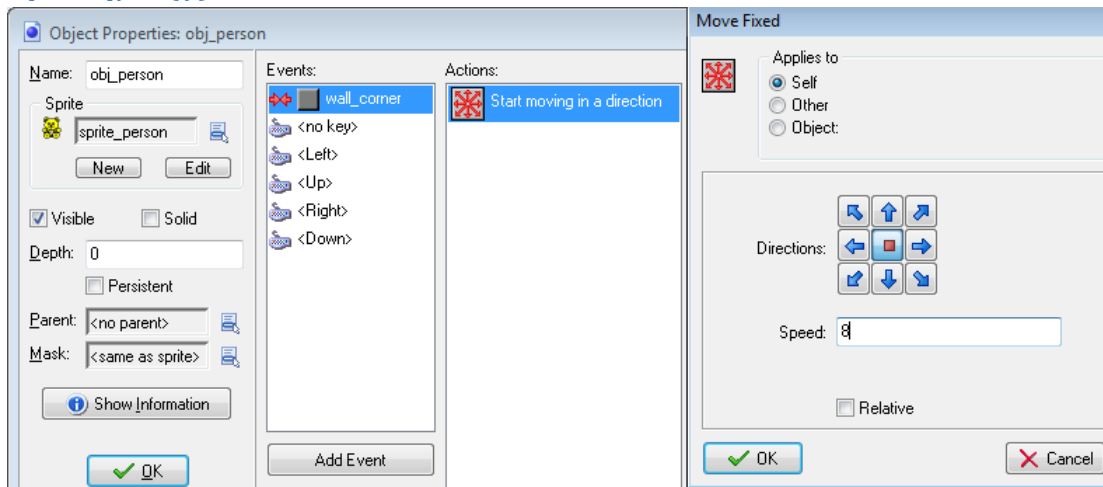 Object Properties: obj_person
Name: obj_person
Sprite
sprite_person
New Edit
Visible Solid
Depth: 0
Persistent
Parent: <no parent>
Mask: <same as sprite>
Show Information
OK
Events:
wall_corner
<no key>
<Left>
<Up>
<Right>
<Down>
Add Event
Actions:
Start moving in a direction
Move Fixed
Applies to
Self
Other
Object:
Directions:
Speed: 8
Relative
OK Cancel